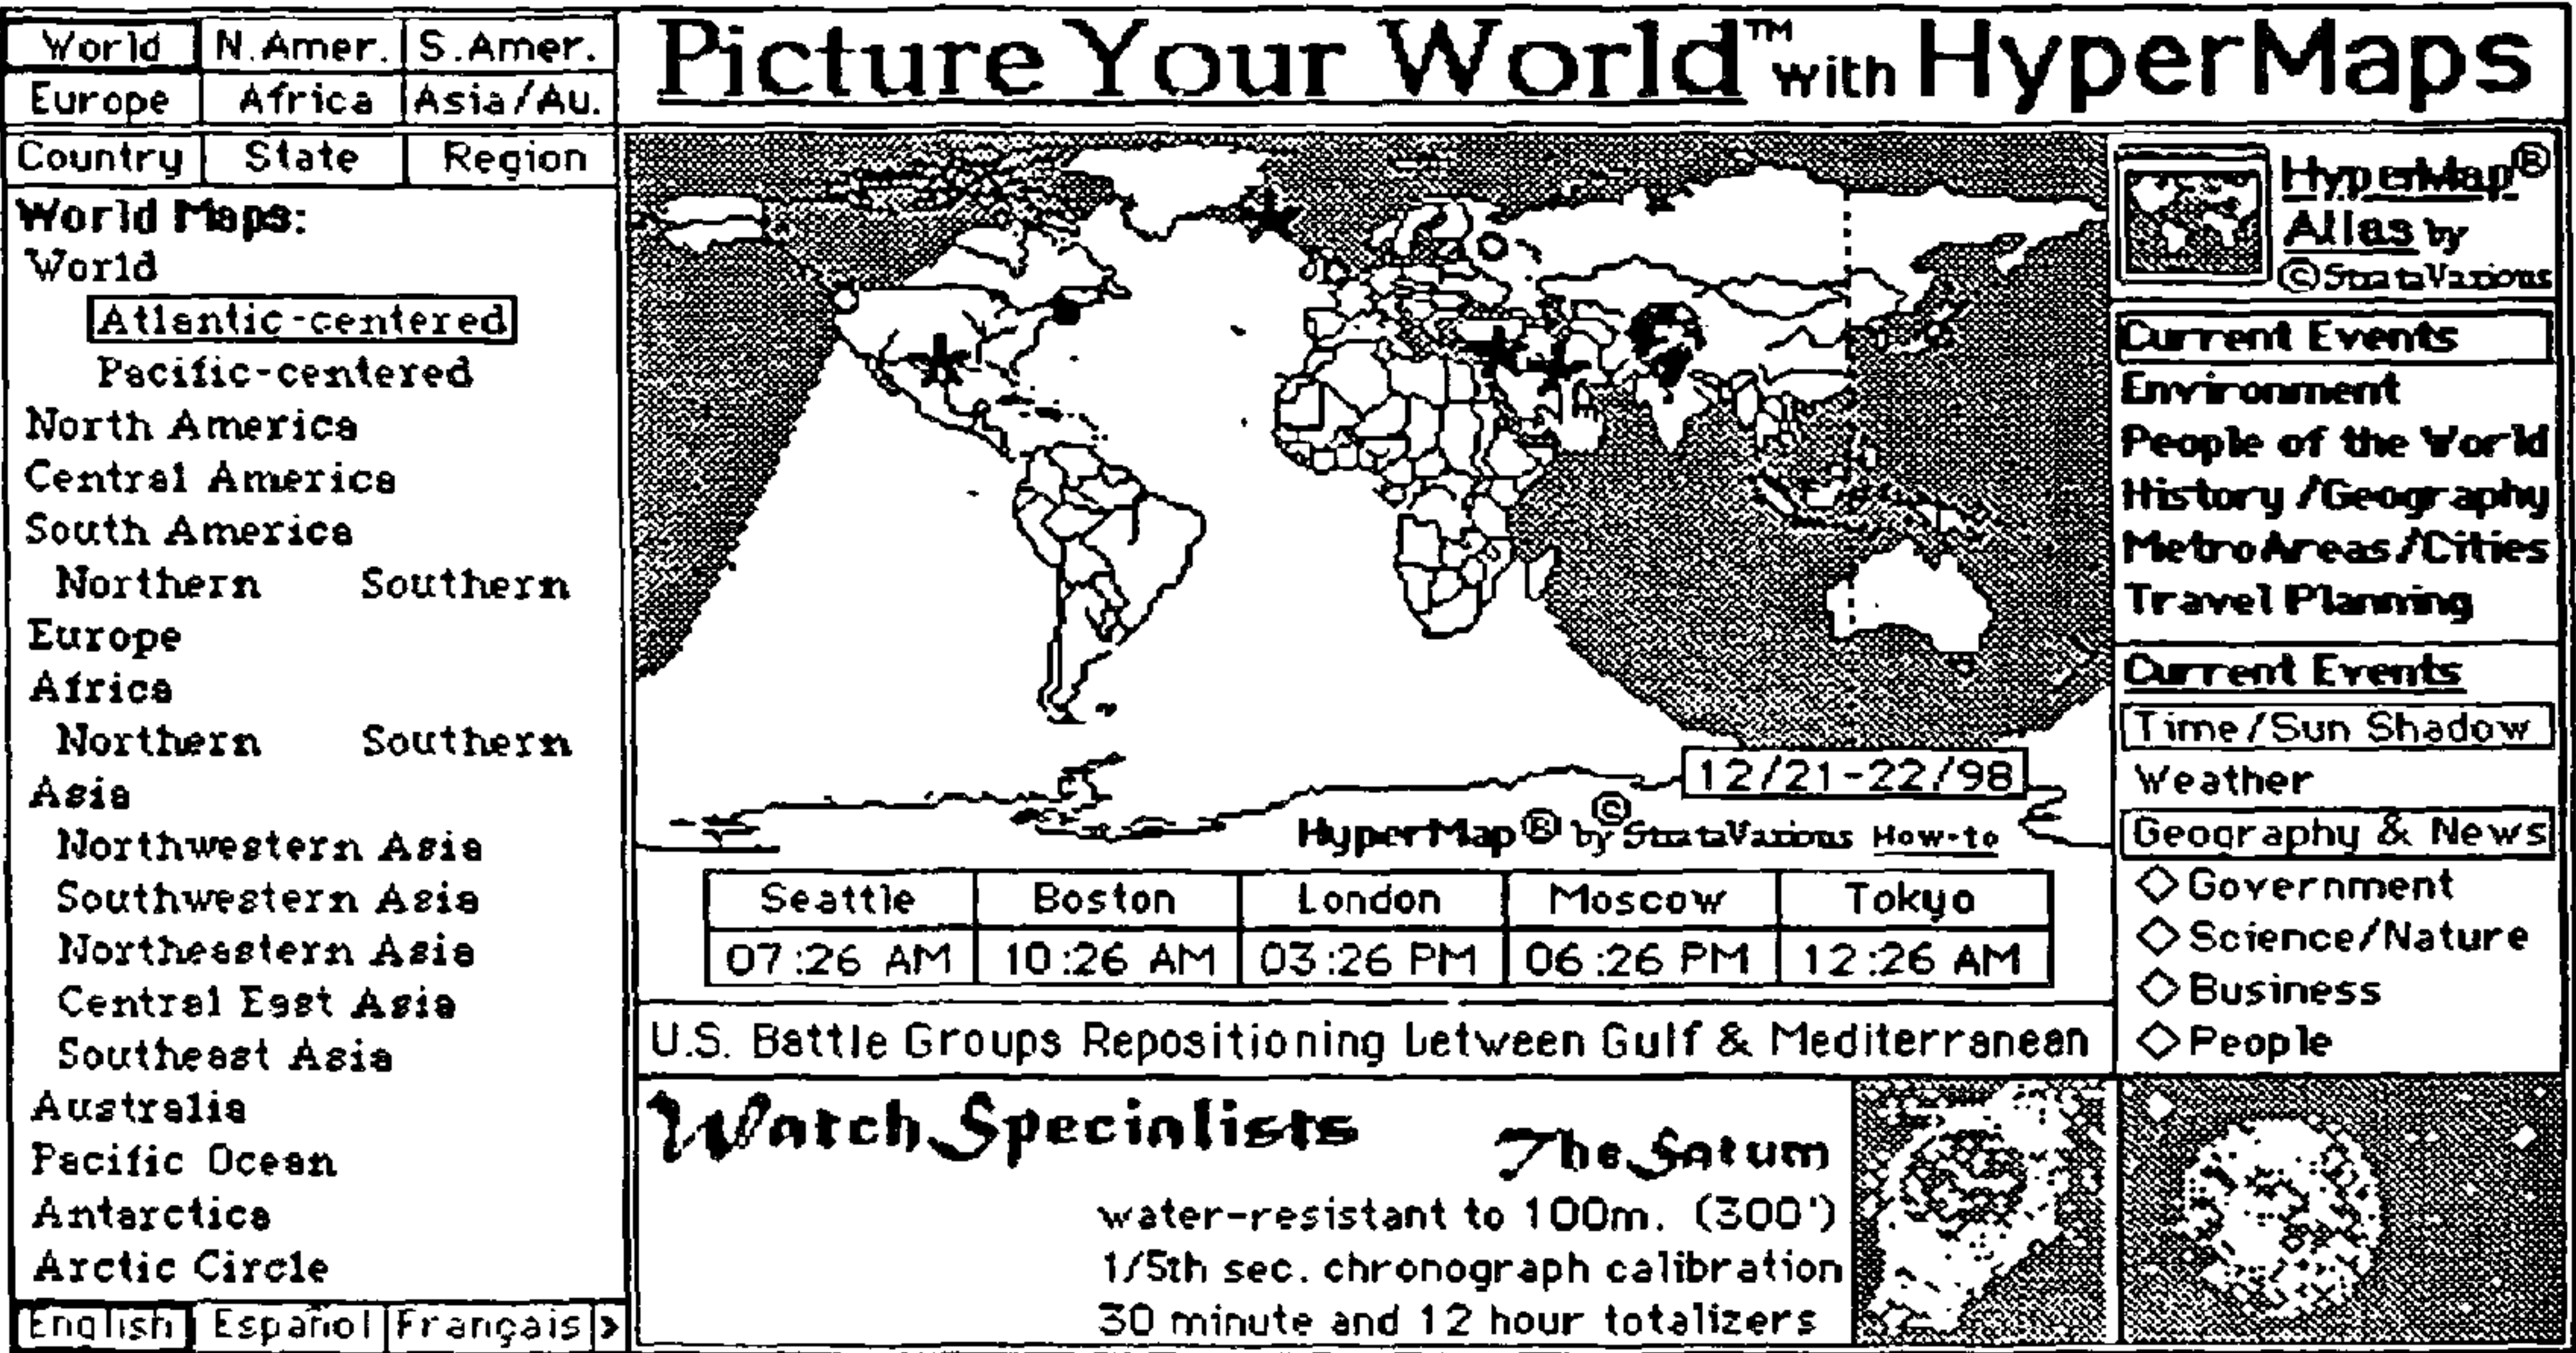 World N.Amer. S.Amer.
Europe Africa Asia/Au.
Country State Region
World Maps:
World
Atlantic-centered
Pacific-centered
North America
Central America
South America
Northern Southern
Europe
Africa
Northern Southern
Asia
Northwestern Asia
Southwestern Asia
Northeastern Asia
Central East Asia
Southeast Asia
Australia
Pacific Ocean
Antarctica
Arctic Circle
English Español Français >
Picture Your World™ with HyperMaps
12/21-22/98
HyperMap® by ©StrataVarious How-to
Seattle Boston London Moscow Tokyo
07:26 AM 10:26 AM 03:26 PM 06:26 PM 12:26 AM
U.S. Battle Groups Repositioning between Gulf & Mediterranean
Watch Specialists
The Saturn
water-resistant to 100m. (300')
1/5th sec. chronograph calibration
30 minute and 12 hour totalizers
HyperMap®
Atlas by
©StrataVarious
Current Events
Environment
People of the World
History/Geography
Metro Areas/Cities
Travel Planning
Current Events
Time/Sun Shadow
Weather
Geography & News
Government
Science/Nature
Business
People